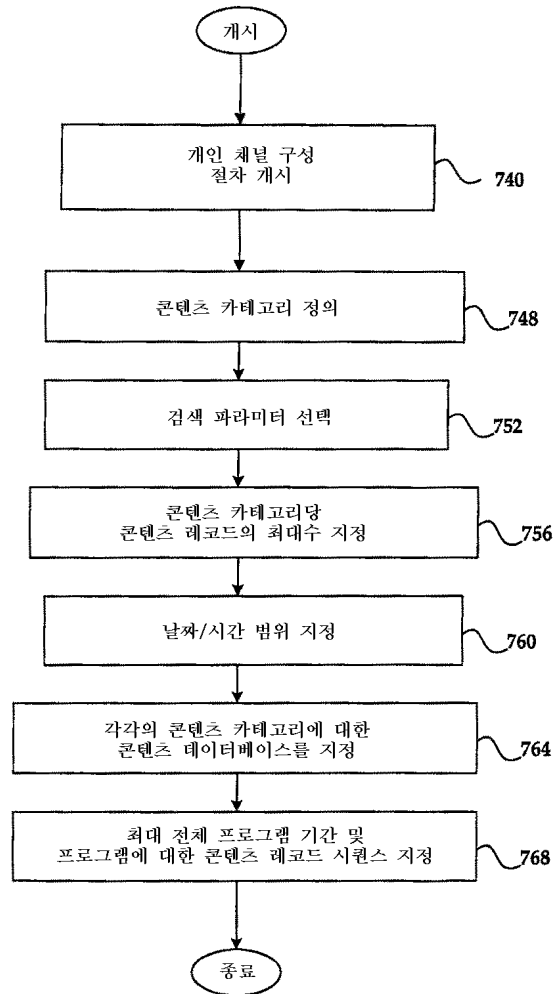 개시
개인 채널 구성
절차 개시
740
콘텐츠 카테고리 정의
748
검색 파라미터 선택
752
콘텐츠 카테고리당
콘텐츠 레코드의 최대수 지정
756
날짜/시간 범위 지정
760
각각의 콘텐츠 카테고리에 대한
콘텐츠 데이터베이스를 지정
764
최대 전체 프로그램 기간 및
프로그램에 대한 콘텐츠 레코드 시퀀스 지정
768
종료